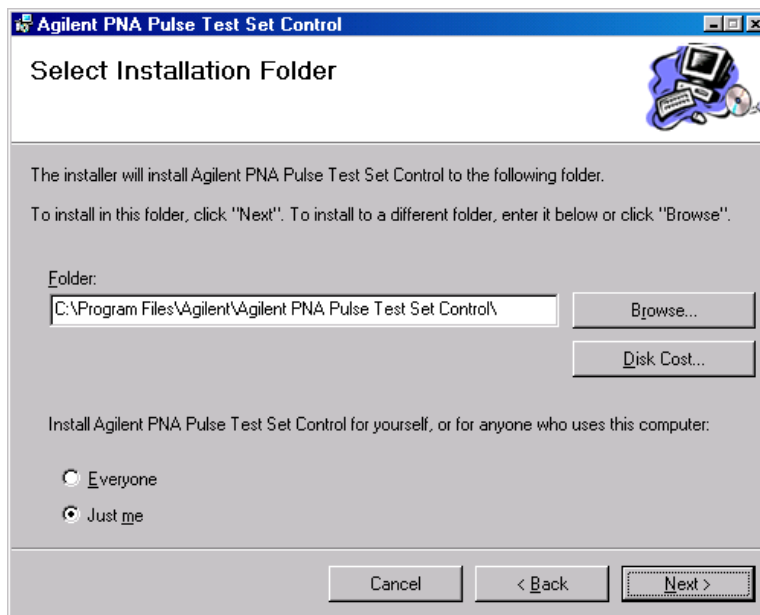 Agilent PNA Pulse Test Set Control
Select Installation Folder
The installer will install Agilent PNA Pulse Test Set Control to the following folder.
To install in this folder, click "Next". To install to a different folder, enter it below or click "Browse".
Folder:
C:\Program Files\Agilent\Agilent PNA Pulse Test Set Control\
Browse...
Disk Cost...
Install Agilent PNA Pulse Test Set Control for yourself, or for anyone who uses this computer:
Everyone
Just me
Cancel
< Back
Next >